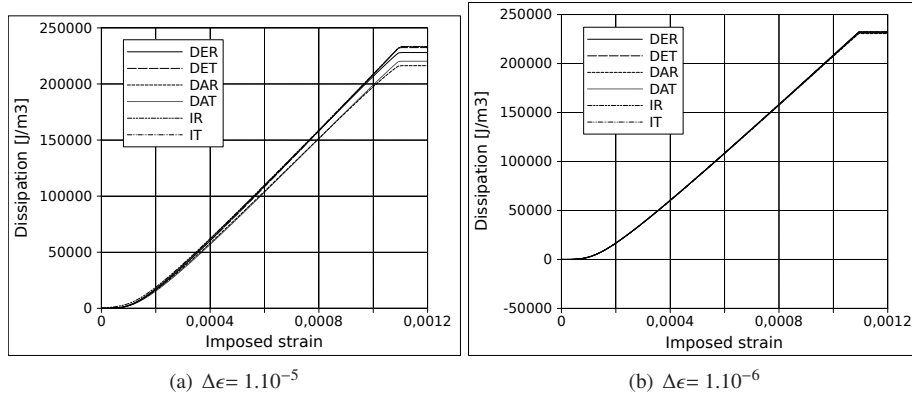 250000
200000
150000
100000
50000
0
Dissipation [J/m3]
DER
DET
DAR
DAT
IR
IT
0 0,0004 0,0008 0,0012
Imposed strain
(a) Δϵ= 1.10⁻⁵
250000
200000
150000
100000
50000
0
-50000
Dissipation [J/m3]
DER
DET
DAR
DAT
IR
IT
0 0,0004 0,0008 0,0012
Imposed strain
(b) Δϵ= 1.10⁻⁶